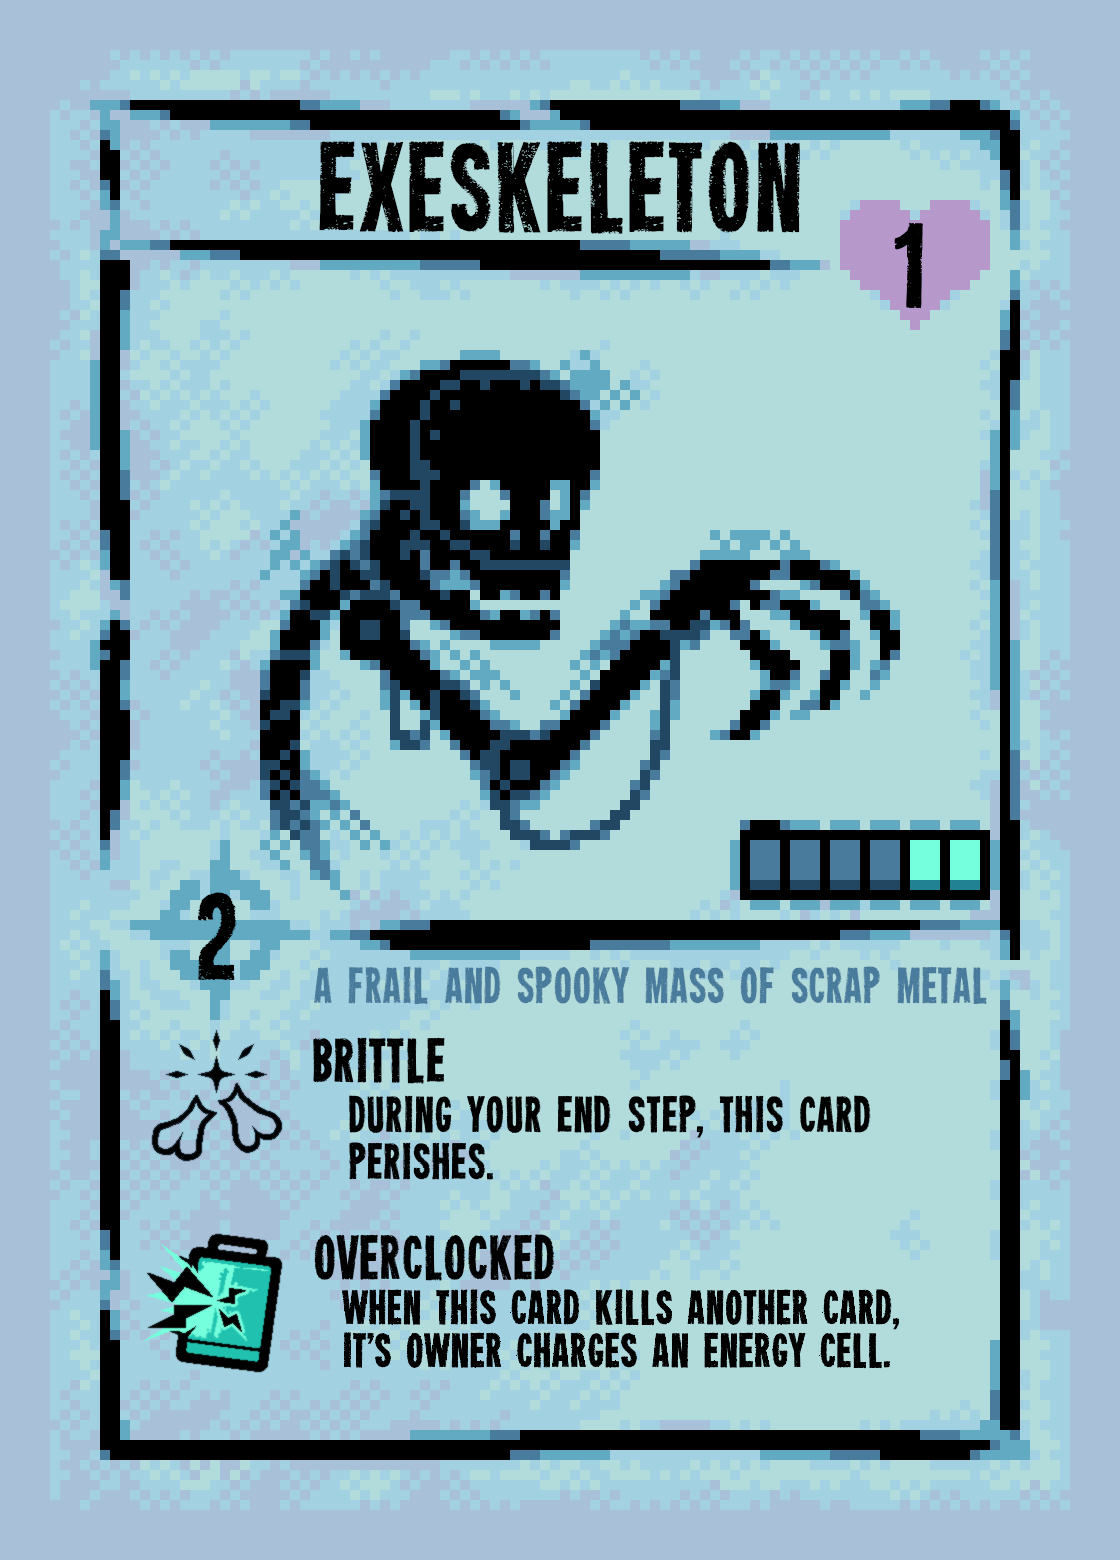 EXESKELETON
1
2
A FRAIL AND SPOOKY MASS OF SCRAP METAL
BRITTLE
DURING YOUR END STEP, THIS CARD
PERISHES.
OVERCLOCKED
WHEN THIS CARD KILLS ANOTHER CARD,
IT'S OWNER CHARGES AN ENERGY CELL.